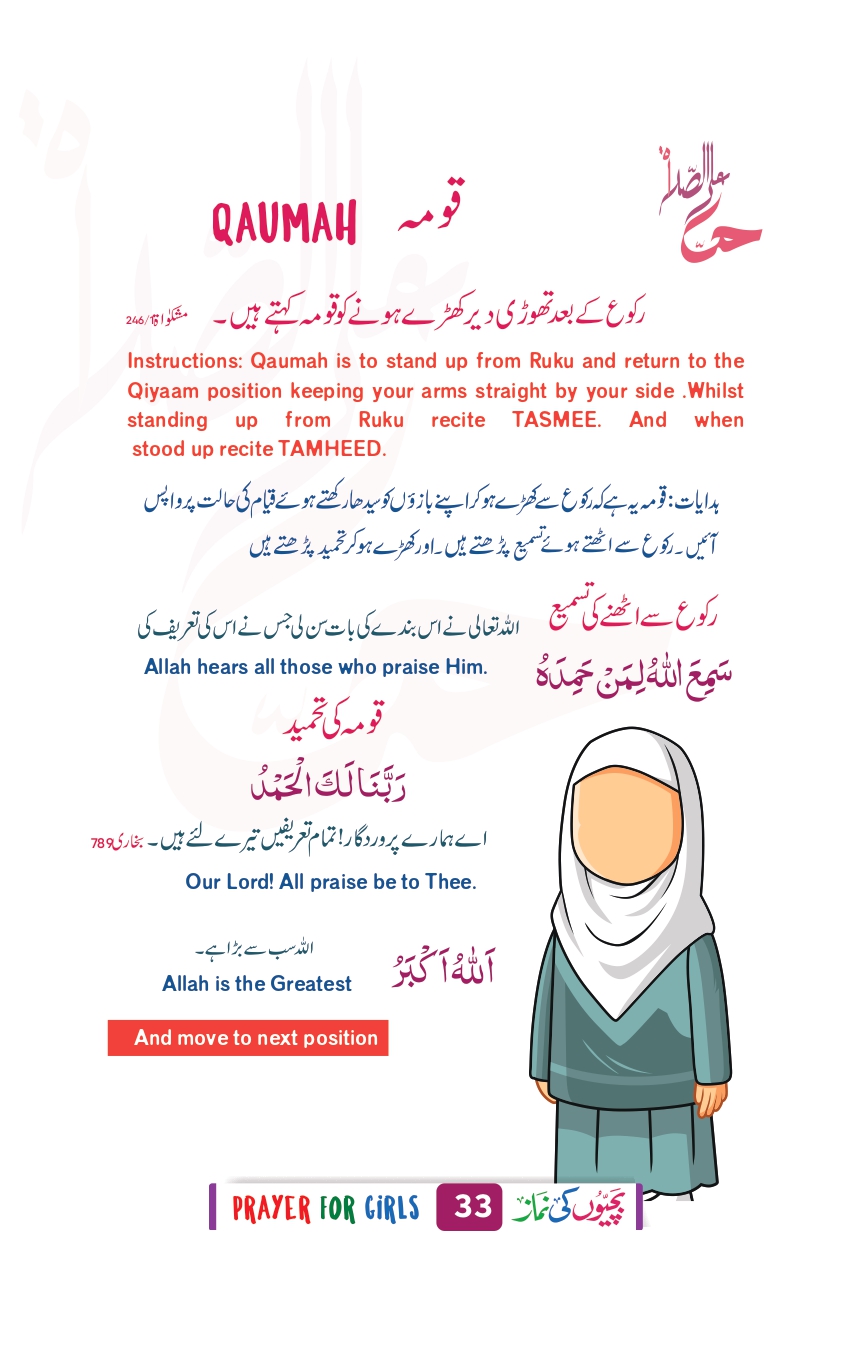 حی علی الصلاۃ
QAUMAH قومہ
رکوع کے بعد تھوڑی دیر کھڑے ہونے کو قومہ کہتے ہیں۔ مشکواۃ 246/1
Instructions: Qaumah is to stand up from Ruku and return to the
Qiyaam position keeping your arms straight by your side .Whilst
standing up from Ruku recite TASMEE. And when
stood up recite TAMHEED.
ہدایات: قومہ یہ ہے کہ رکوع سے کھڑے ہو کر اپنے بازؤں کو سیدھا رکھتے ہوئے قیام کی حالت پر واپس
آئیں۔ رکوع سے اٹھتے ہوئے تسمیع پڑھتے ہیں۔ اور کھڑے ہو کر تحمید پڑھتے ہیں
رکوع سے اٹھنے کی تسمیع
اللہ تعالی نے اس بندے کی بات سن لی جس نے اس کی تعریف کی
سَمِعَ اللّٰهُ لِمَنْ حَمِدَهُ
Allah hears all those who praise Him.
قومہ کی تحمید
رَبَّنَا لَكَ الْحَمْدُ
اے ہمارے پروردگار! تمام تعریفیں تیرے لئے ہیں۔ بخاری 789
Our Lord! All praise be to Thee.
اَللّٰهُ اَكْبَرُ
اللہ سب سے بڑا ہے۔
Allah is the Greatest
And move to next position
PRAYER FOR GiRLS 33 بچیّوں کی نماز